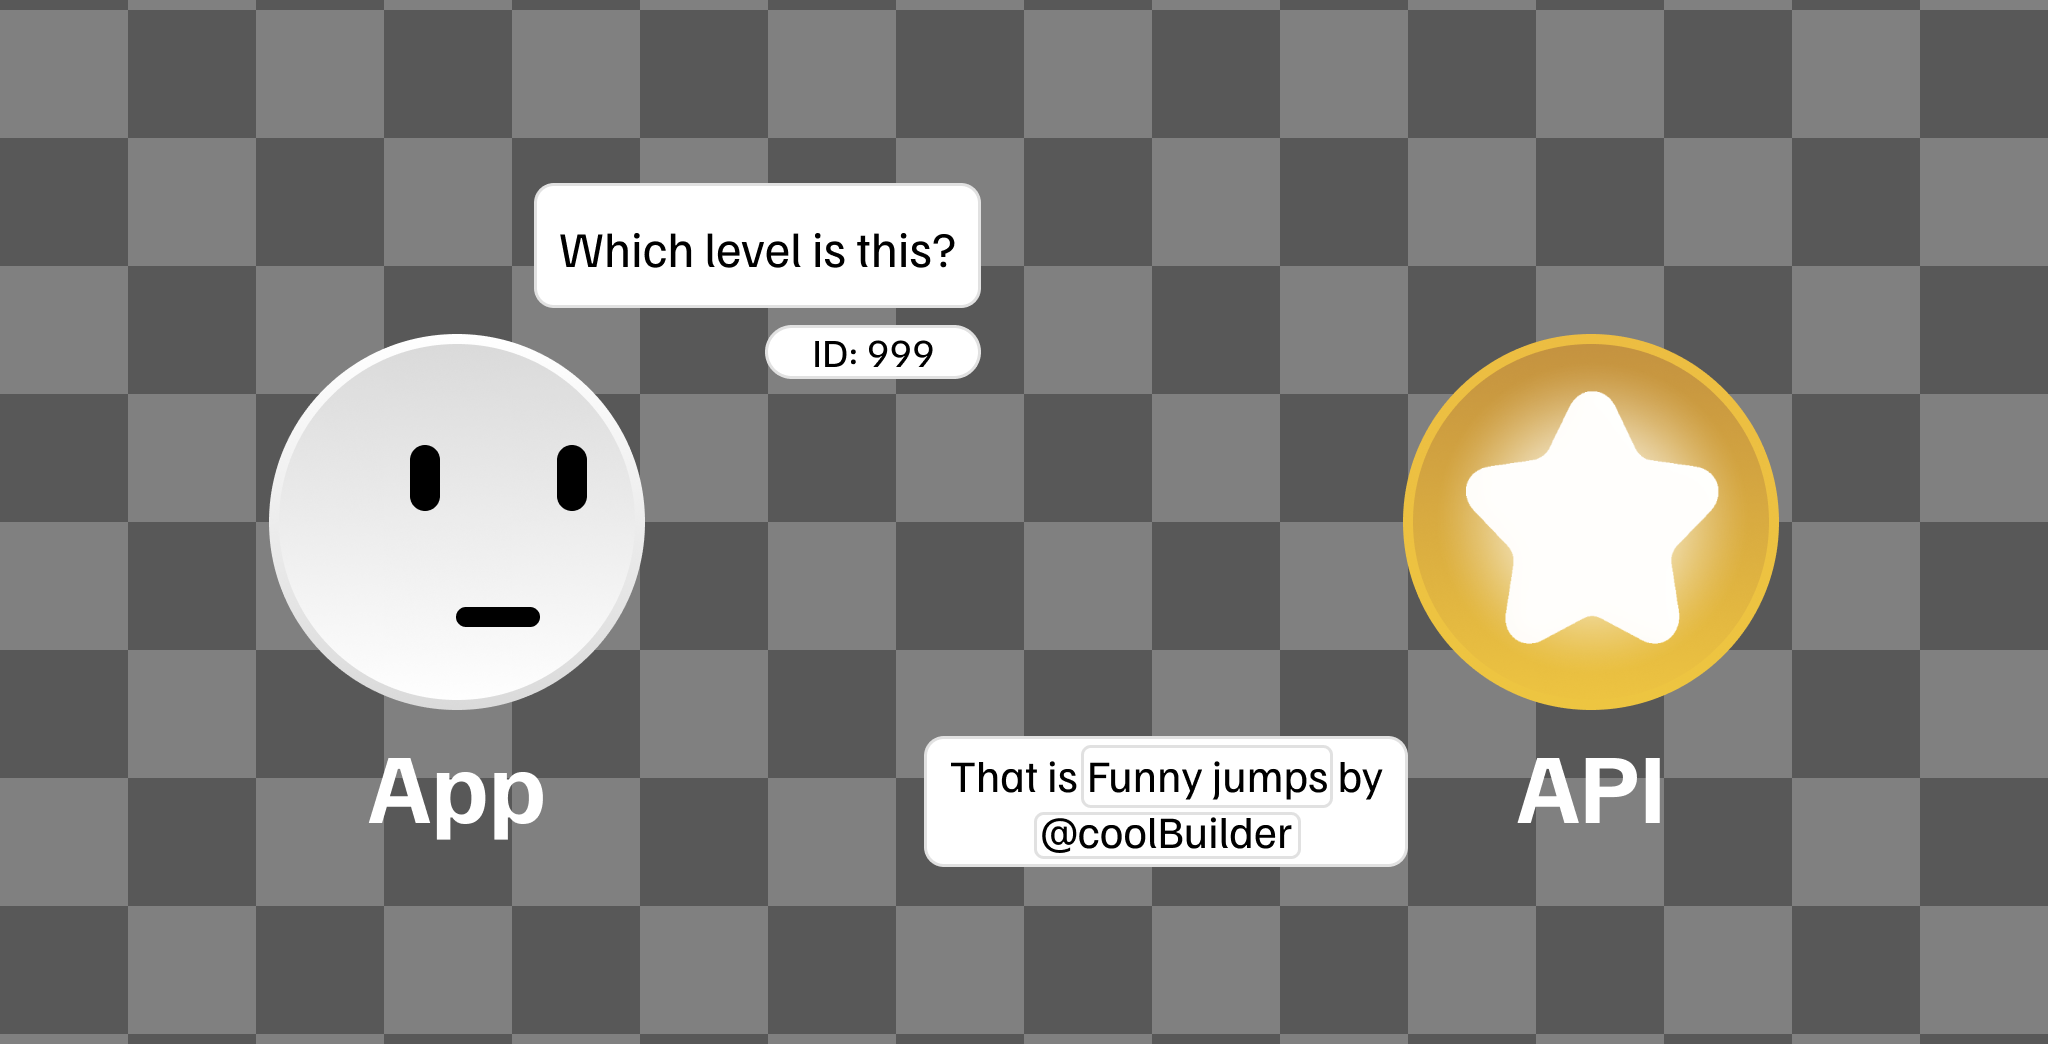 Which level is this?
ID: 999
App
That is Funny jumps by
@coolBuilder
API